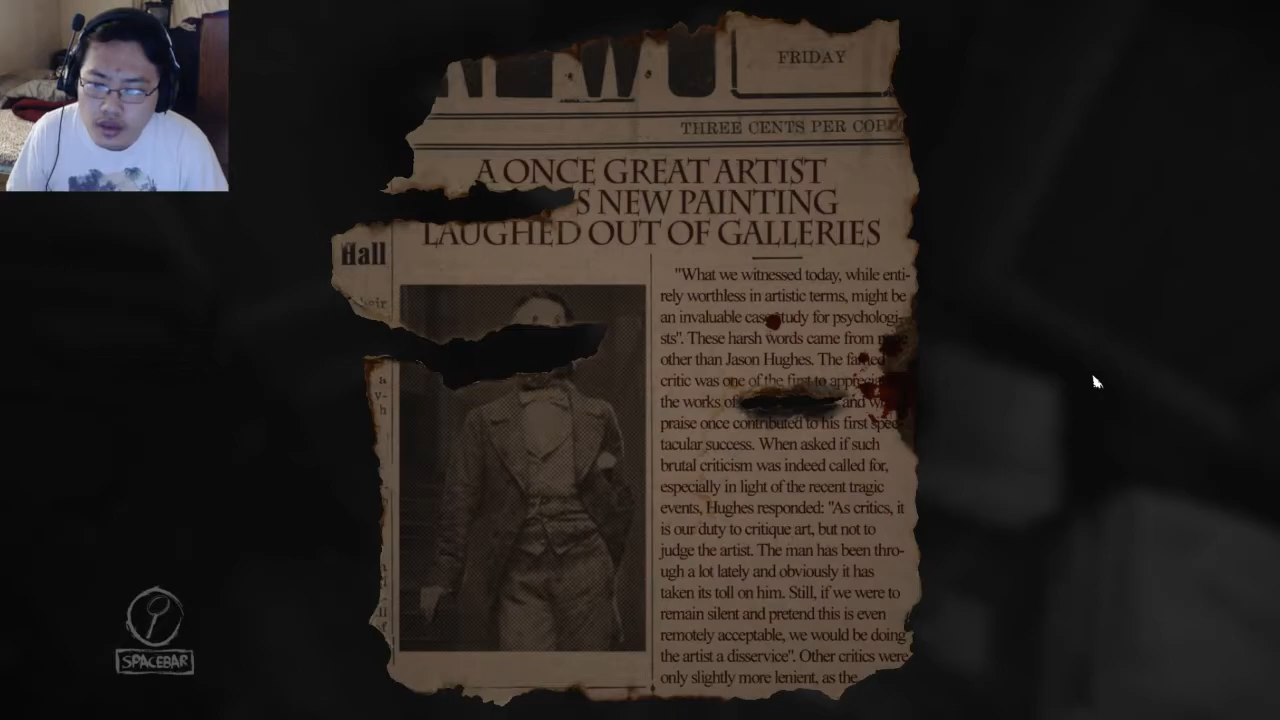 FRIDAY
THREE CENTS PER COPY
A ONCE GREAT ARTIST
S NEW PAINTING
LAUGHED OUT OF GALLERIES
Hall
"What we witnessed today, while enti-
rely worthless in artistic terms, might be
an invaluable case study for psychologi-
sts". These harsh words came from none
other than Jason Hughes. The famed
critic was one of the first to appreciate
the works of and
praise once contributed to his first spec-
tacular success. When asked if such
brutal criticism was indeed called for,
especially in light of the recent tragic
events, Hughes responded: "As critics, it
is our duty to critique art, but not to
judge the artist. The man has been thro-
ugh a lot lately and obviously it has
taken its toll on him. Still, if we were to
remain silent and pretend this is even
remotely acceptable, we would be doing
the artist a disservice". Other critics were
only slightly more lenient, as the
SPACEBAR